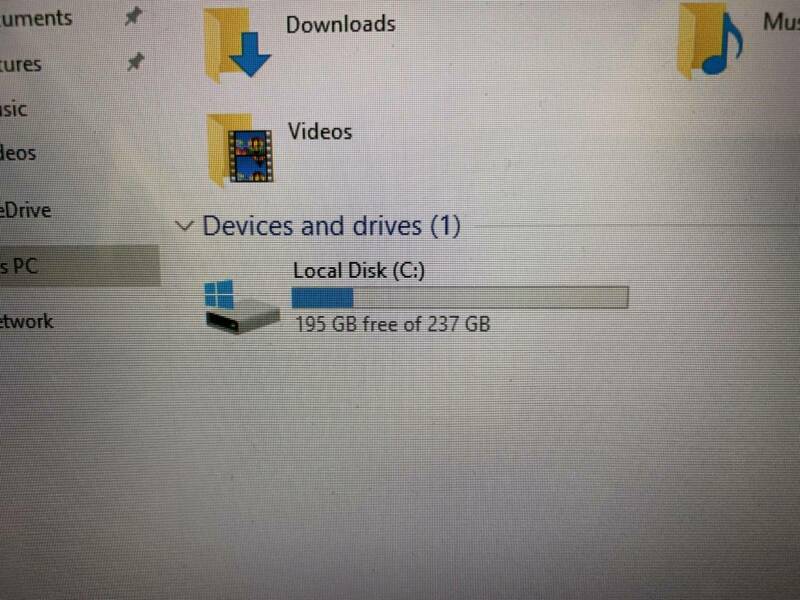 uments
Downloads
Mus
tures
sic
Videos
deos
eDrive
Devices and drives (1)
s PC
Local Disk (C:)
etwork
195 GB free of 237 GB